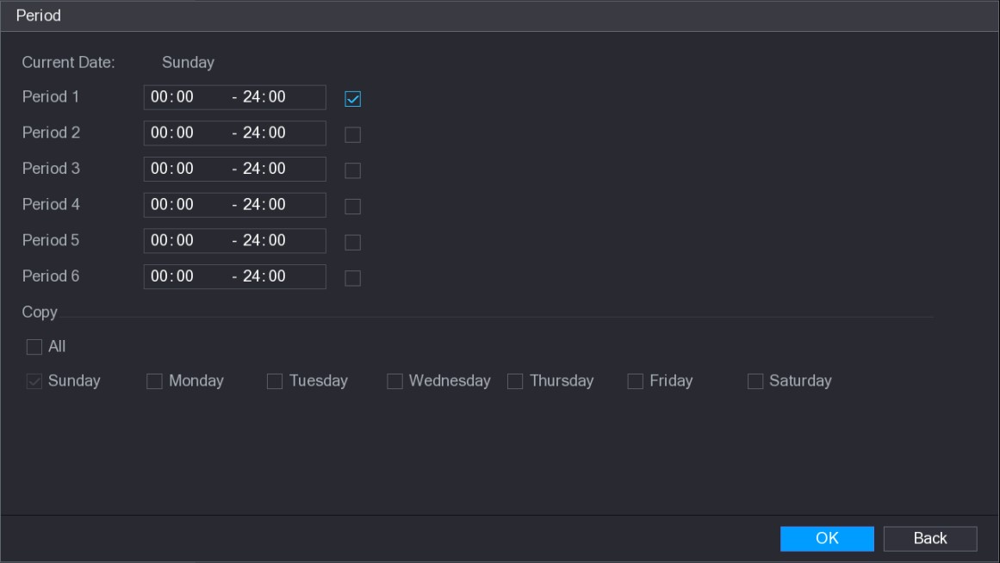 Period
Current Date: Sunday
Period 1 00:00 - 24:00
Period 2 00:00 - 24:00
Period 3 00:00 - 24:00
Period 4 00:00 - 24:00
Period 5 00:00 - 24:00
Period 6 00:00 - 24:00
Copy
All
Sunday Monday Tuesday Wednesday Thursday Friday Saturday
OK Back